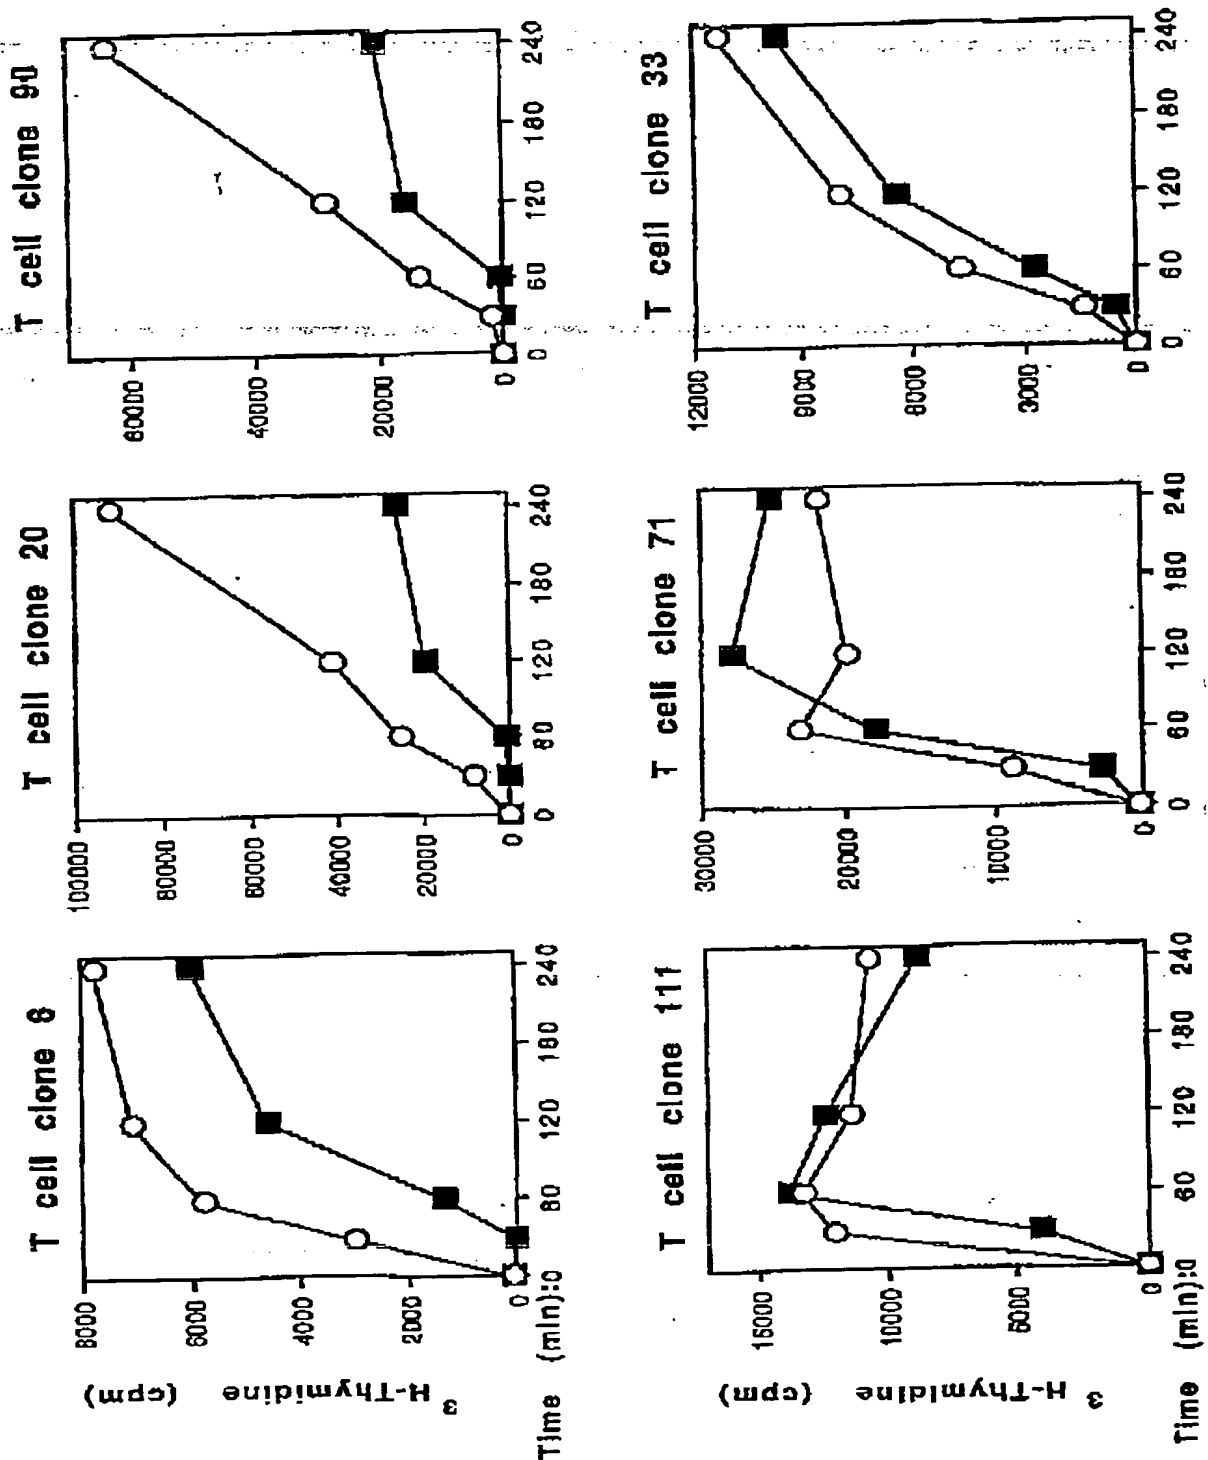 T cell clone 6
T cell clone 20
T cell clone 90
³H-Thymidine (cpm)
8000
6000
4000
2000
0
100000
80000
60000
40000
20000
0
60000
40000
20000
0
Time (min):0 60 120 180 240
0 60 120 180 240
0 60 120 180 240
T cell clone 111
T cell clone 71
T cell clone 33
³H-Thymidine (cpm)
15000
10000
5000
0
30000
20000
10000
0
12000
9000
6000
3000
0
Time (min):0 60 120 180 240
0 60 120 180 240
0 60 120 180 240